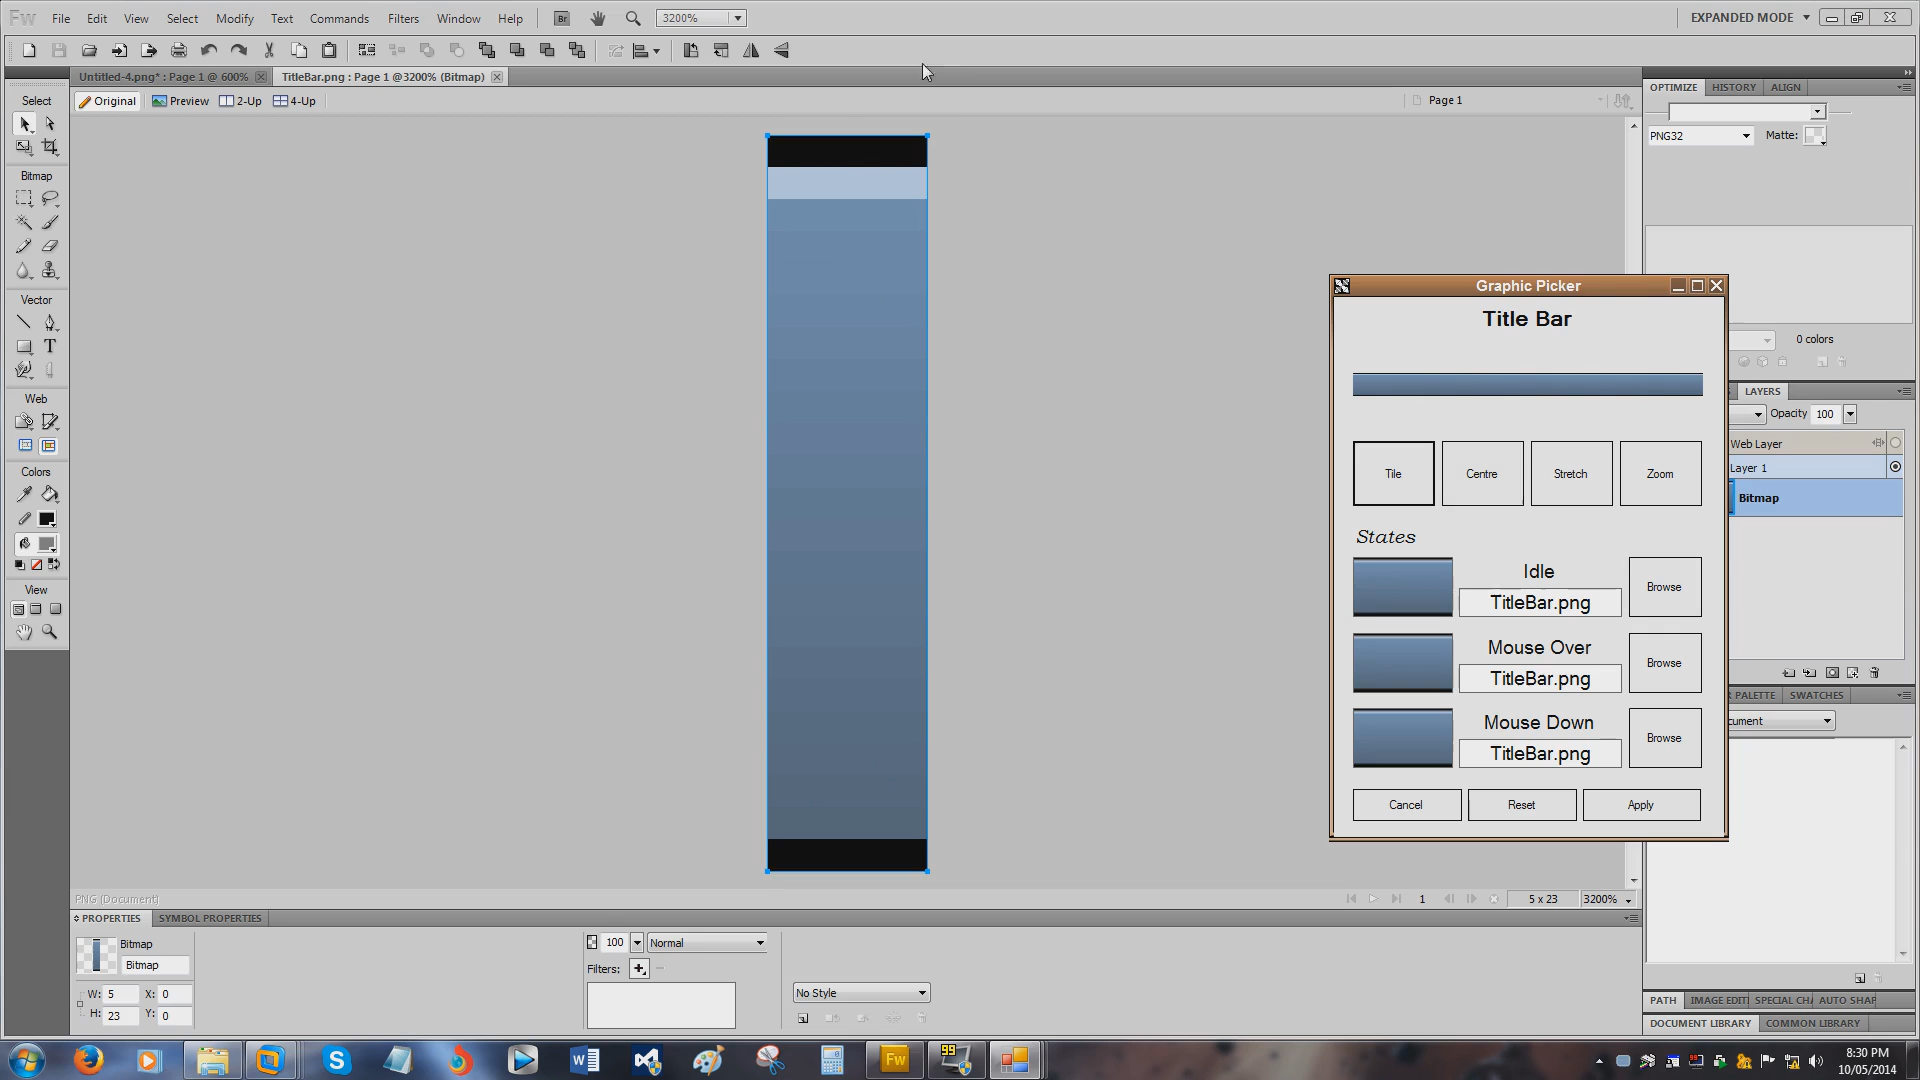 Fw File Edit View Select Modify Text Commands Filters Window Help Br 3200% EXPANDED MODE
Untitled-4.png* : Page 1 @ 600% TitleBar.png : Page 1 @3200% (Bitmap)
Original Preview 2-Up 4-Up Page 1
OPTIMIZE HISTORY ALIGN
PNG32 Matte:
0 colors
LAYERS
Opacity 100
Web Layer
Layer 1
Bitmap
PALETTE SWATCHES
cument
Select
Bitmap
Vector
T
Web
Colors
View
Graphic Picker
Title Bar
Tile Centre Stretch Zoom
States
Idle
TitleBar.png
Browse
Mouse Over
TitleBar.png
Browse
Mouse Down
TitleBar.png
Browse
Cancel Reset Apply
PNG (Document) 1 5 x 23 3200%
PROPERTIES SYMBOL PROPERTIES
Bitmap
Bitmap
W: 5 X: 0
H: 23 Y: 0
100 Normal
Filters:
No Style
PATH IMAGE EDITI SPECIAL CHA AUTO SHAP
DOCUMENT LIBRARY COMMON LIBRARY
Fw 99
8:30 PM
10/05/2014